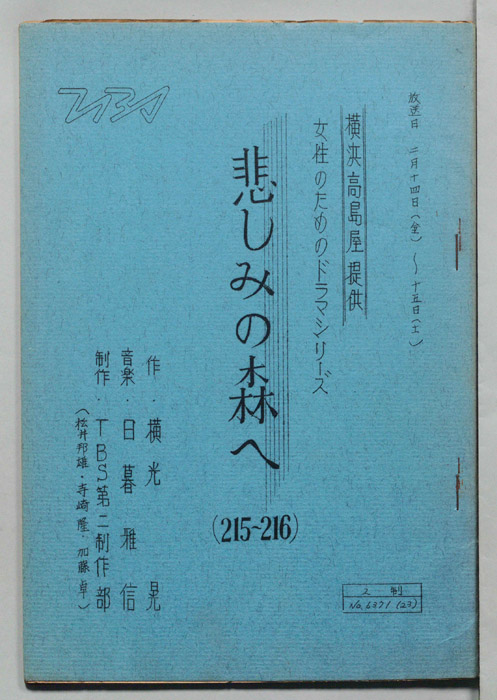 放送日 二月十四日(金)~十五日(土)
横浜高島屋提供
女性のためのドラマシリーズ
悲しみの森へ
(215~216)
作・横光晃
音楽・日暮雅信
制作・TBS第二制作部
(松井邦雄・寺崎隆・加藤卓)
TBS
2制
No.6371(23)